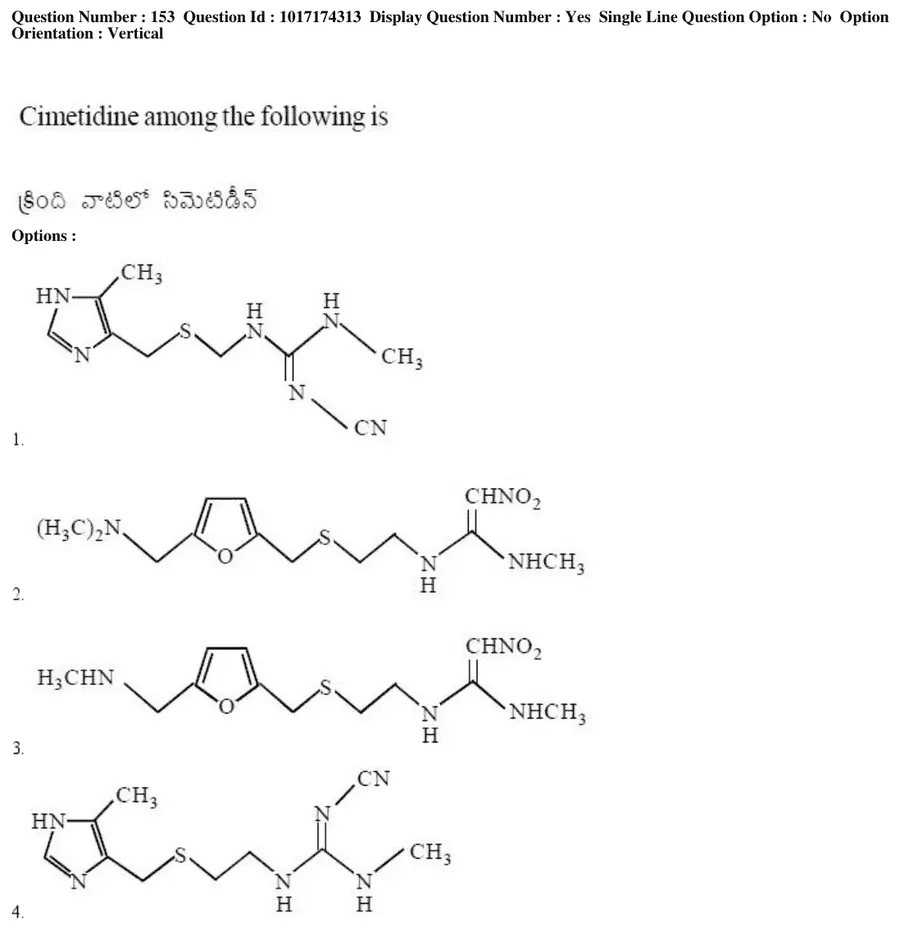 Question Number : 153 Question Id : 1017174313 Display Question Number : Yes Single Line Question Option : No Option
Orientation : Vertical
Cimetidine among the following is
క్రింది వాటిలో సిమెటిడీన్
Options :
CH3
HN
N
S
H
N
H
N
CH3
N
CN
1.
(H3C)2N
O
S
N
H
CHNO2
NHCH3
2.
H3CHN
O
S
N
H
CHNO2
NHCH3
3.
CN
CH3
N
HN
S
CH3
N
N
N
H
H
4.